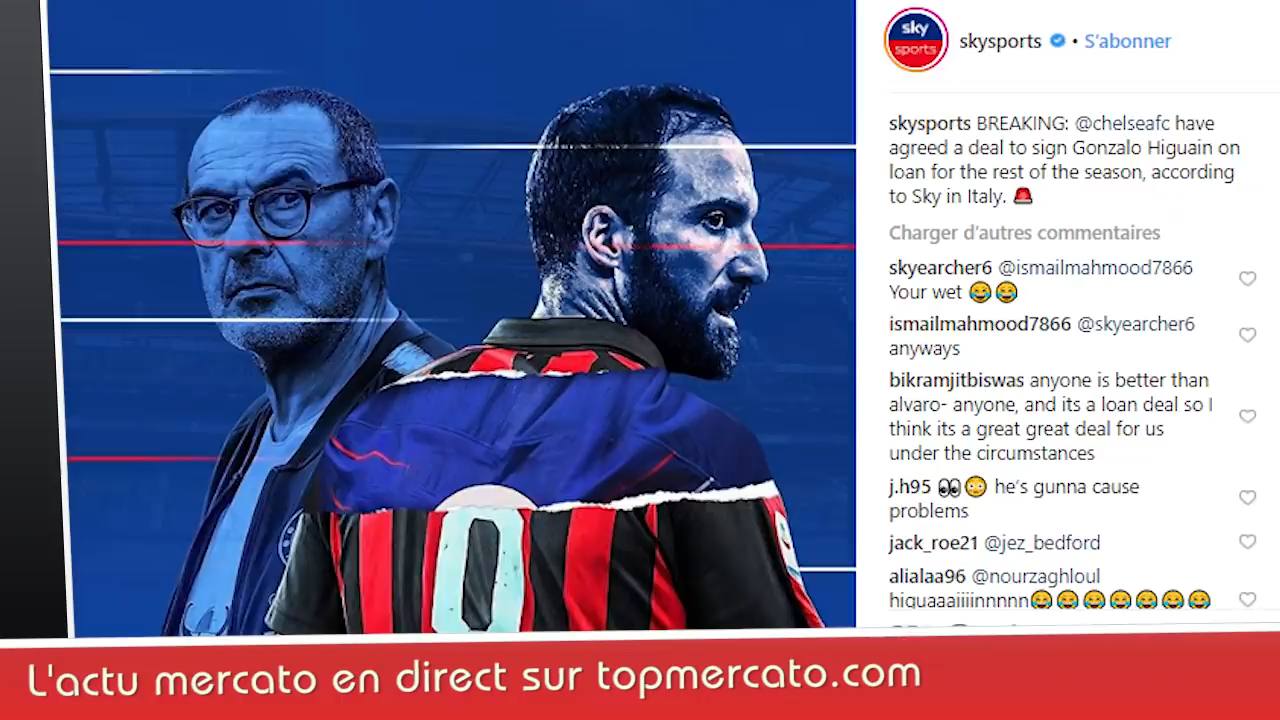 sky
sports
skysports • S'abonner
skysports BREAKING: @chelseafc have
agreed a deal to sign Gonzalo Higuain on
loan for the rest of the season, according
to Sky in Italy. 🚨
Charger d'autres commentaires
skyearcher6 @ismailmahmood7866
Your wet 😂😂
ismailmahmood7866 @skyearcher6
anyways
bikramjitbiswas anyone is better than
alvaro- anyone, and its a loan deal so I
think its a great great deal for us
under the circumstances
j.h95 👀😳 he's gunna cause
problems
jack_roe21 @jez_bedford
alialaa96 @nourzaghloul
higuaaaiiiinnnnn😂😂😂😂😂😂😂
0
L'actu mercato en direct sur topmercato.com